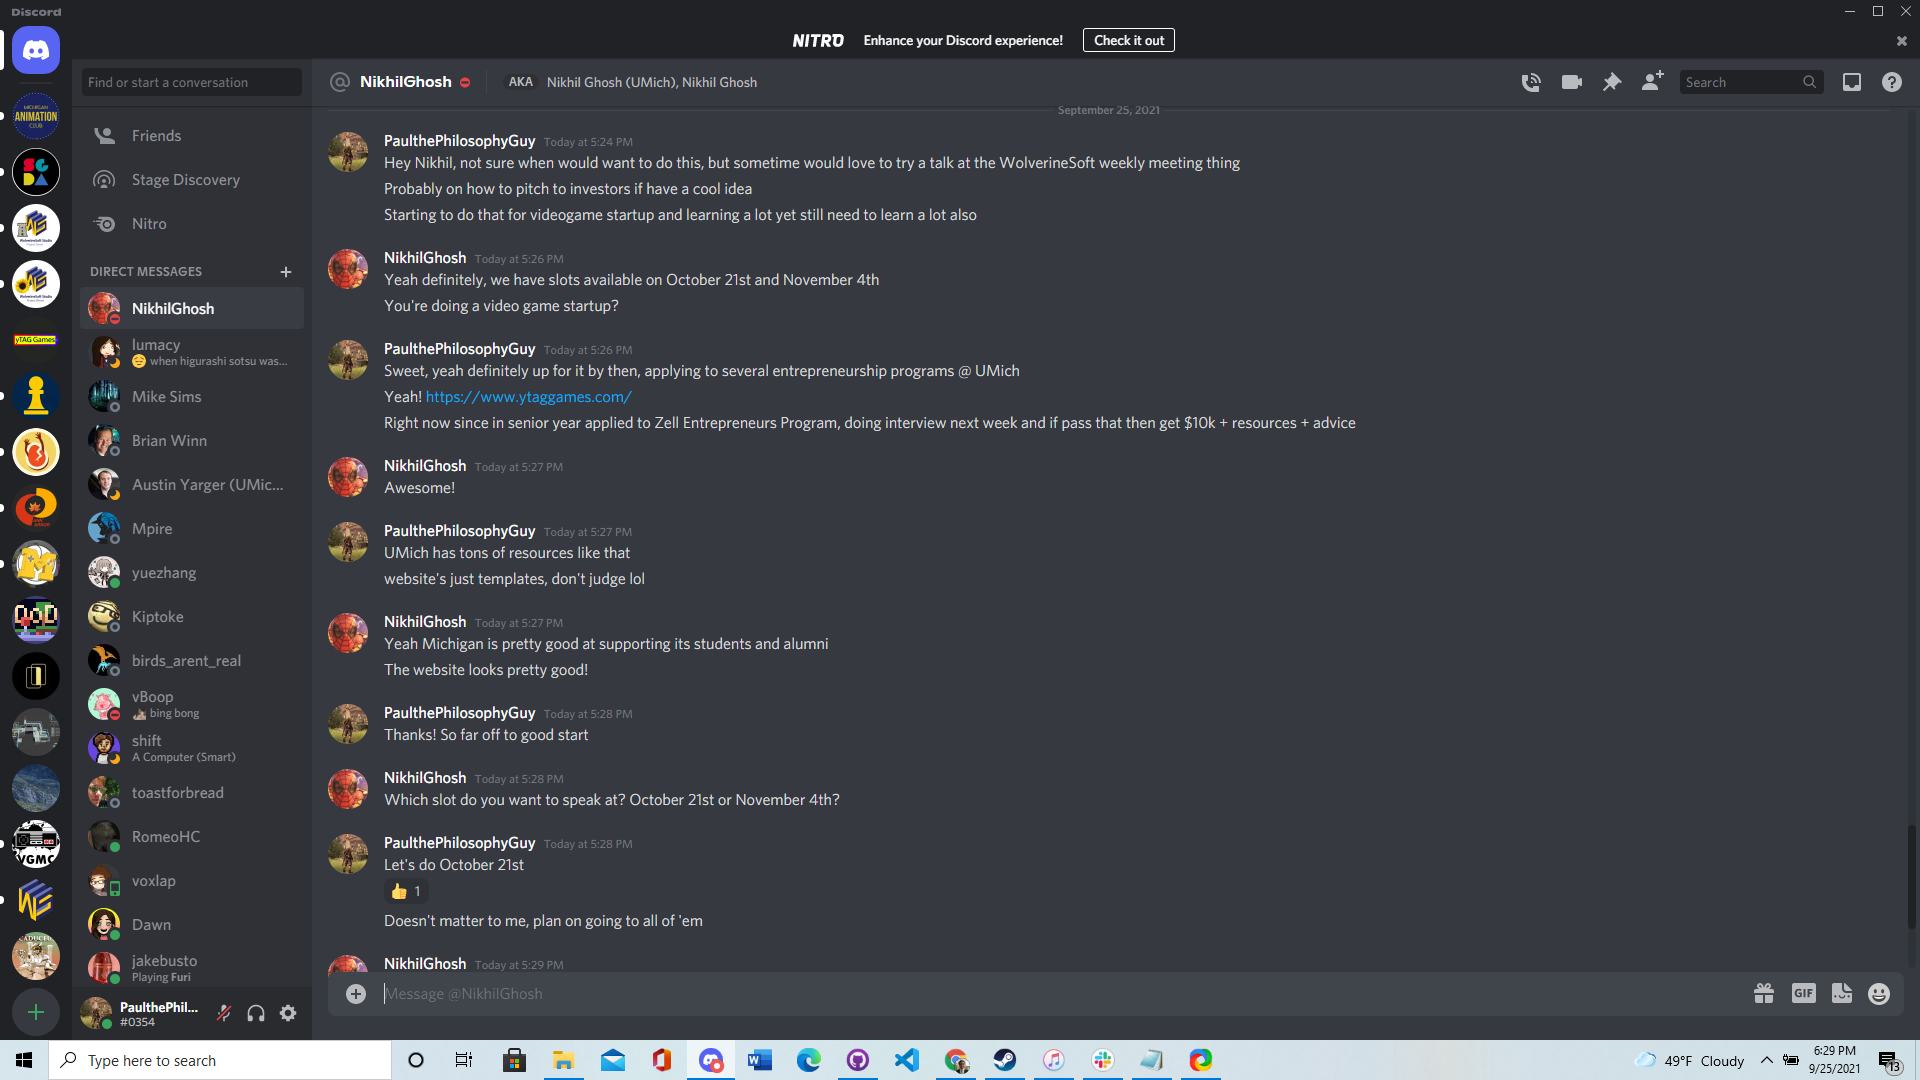 Discord
NITRO Enhance your Discord experience! Check it out
Find or start a conversation
NikhilGhosh AKA Nikhil Ghosh (UMich), Nikhil Ghosh
Search
Friends
Stage Discovery
Nitro
DIRECT MESSAGES
NikhilGhosh
lumacy
when higurashi sotsu was...
Mike Sims
Brian Winn
Austin Yarger (UMic...
Mpire
yuezhang
Kiptoke
birds_arent_real
vBoop
bing bong
shift
A Computer (Smart)
toastforbread
RomeoHC
voxlap
Dawn
jakebusto
Playing Furi
PaulthePhil...
#0354
MICHIGAN
ANIMATION
CLUB
yTAG Games
VGMC
September 25, 2021
PaulthePhilosophyGuy Today at 5:24 PM
Hey Nikhil, not sure when would want to do this, but sometime would love to try a talk at the WolverineSoft weekly meeting thing
Probably on how to pitch to investors if have a cool idea
Starting to do that for videogame startup and learning a lot yet still need to learn a lot also
NikhilGhosh Today at 5:26 PM
Yeah definitely, we have slots available on October 21st and November 4th
You're doing a video game startup?
PaulthePhilosophyGuy Today at 5:26 PM
Sweet, yeah definitely up for it by then, applying to several entrepreneurship programs @ UMich
Yeah! https://www.ytaggames.com/
Right now since in senior year applied to Zell Entrepreneurs Program, doing interview next week and if pass that then get $10k + resources + advice
NikhilGhosh Today at 5:27 PM
Awesome!
PaulthePhilosophyGuy Today at 5:27 PM
UMich has tons of resources like that
website's just templates, don't judge lol
NikhilGhosh Today at 5:27 PM
Yeah Michigan is pretty good at supporting its students and alumni
The website looks pretty good!
PaulthePhilosophyGuy Today at 5:28 PM
Thanks! So far off to good start
NikhilGhosh Today at 5:28 PM
Which slot do you want to speak at? October 21st or November 4th?
PaulthePhilosophyGuy Today at 5:28 PM
Let's do October 21st
1
Doesn't matter to me, plan on going to all of 'em
NikhilGhosh Today at 5:29 PM
Message @NikhilGhosh
GIF
Type here to search
49°F Cloudy
6:29 PM
9/25/2021
13